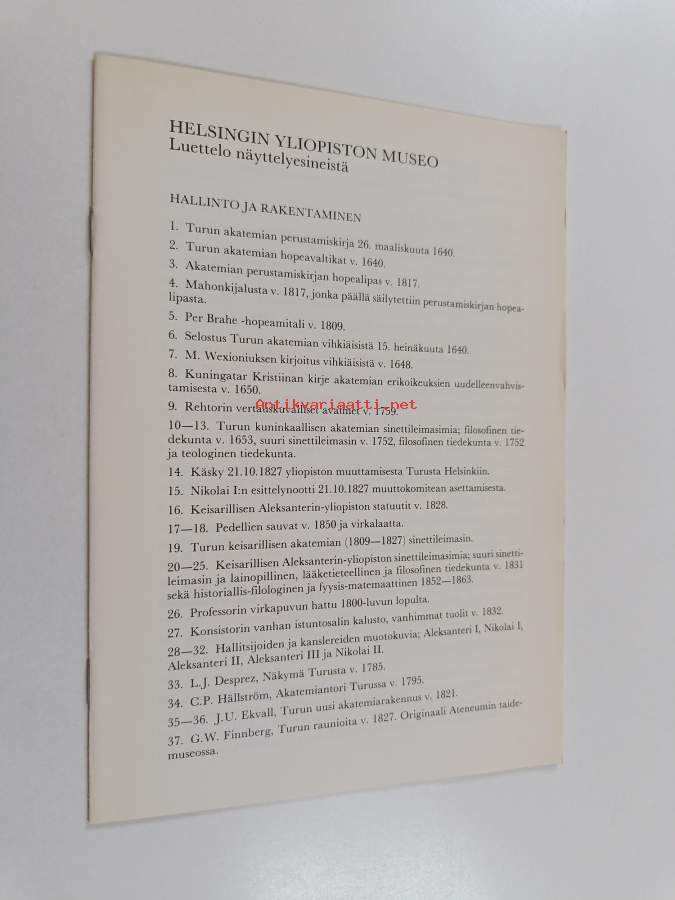 HELSINGIN YLIOPISTON MUSEO
Luettelo näyttelyesineistä
HALLINTO JA RAKENTAMINEN
1. Turun akatemian perustamiskirja 26. maaliskuuta 1640.
2. Turun akatemian hopeavaltikat v. 1640.
3. Akatemian perustamiskirjan hopealipas v. 1817.
4. Mahonkijalusta v. 1817, jonka päällä säilytettiin perustamiskirjan hopea-
lipasta.
5. Per Brahe -hopeamitali v. 1809.
6. Selostus Turun akatemian vihkiäisistä 15. heinäkuuta 1640.
7. M. Wexioniuksen kirjoitus vihkiäisistä v. 1648.
8. Kuningatar Kristiinan kirje akatemian erikoikeuksien uudelleenvahvis-
tamisesta v. 1650.
Antikvariaatti.net
9. Rehtorin vertauskuvalliset avaimet v. 1759.
10—13. Turun kuninkaallisen akatemian sinettileimasimia; filosofinen tie-
dekunta v. 1653, suuri sinettileimasin v. 1752, filosofinen tiedekunta v. 1752
ja teologinen tiedekunta.
14. Käsky 21.10.1827 yliopiston muuttamisesta Turusta Helsinkiin.
15. Nikolai I:n esittelynootti 21.10.1827 muuttokomitean asettamisesta.
16. Keisarillisen Aleksanterin-yliopiston statuutit v. 1828.
17—18. Pedellien sauvat v. 1850 ja virkalaatta.
19. Turun keisarillisen akatemian (1809—1827) sinettileimasin.
20—25. Keisarillisen Aleksanterin-yliopiston sinettileimasimia; suuri sinetti-
leimasin ja lainopillinen, lääketieteellinen ja filosofinen tiedekunta v. 1831
sekä historiallis-filologinen ja fyysis-matemaattinen 1852—1863.
26. Professorin virkapuvun hattu 1800-luvun lopulta.
27. Konsistorin vanhan istuntosalin kalusto, vanhimmat tuolit v. 1832.
28—32. Hallitsijoiden ja kanslereiden muotokuvia; Aleksanteri I, Nikolai I,
Aleksanteri II, Aleksanteri III ja Nikolai II.
33. L.J. Desprez, Näkymä Turusta v. 1785.
34. C.P. Hällström, Akatemiantori Turussa v. 1795.
35—36. J.U. Ekvall, Turun uusi akatemiarakennus v. 1821.
37. G.W. Finnberg, Turun raunioita v. 1827. Originaali Ateneumin taide-
museossa.